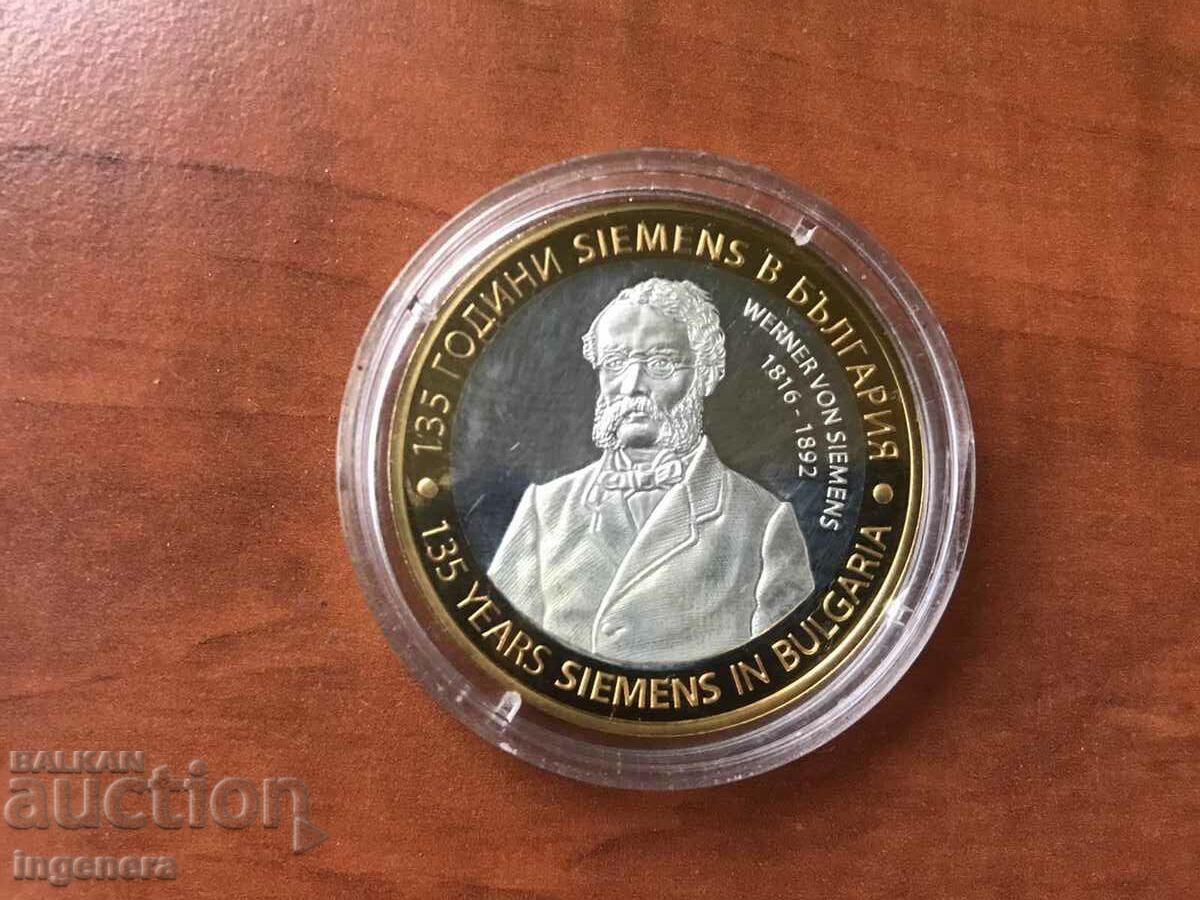 135 ГОДИНИ SIEMENS В БЪЛГАРИЯ
WERNER VON SIEMENS
1816 - 1892
135 YEARS SIEMENS IN BULGARIA
BALKAN
auction
ingenera